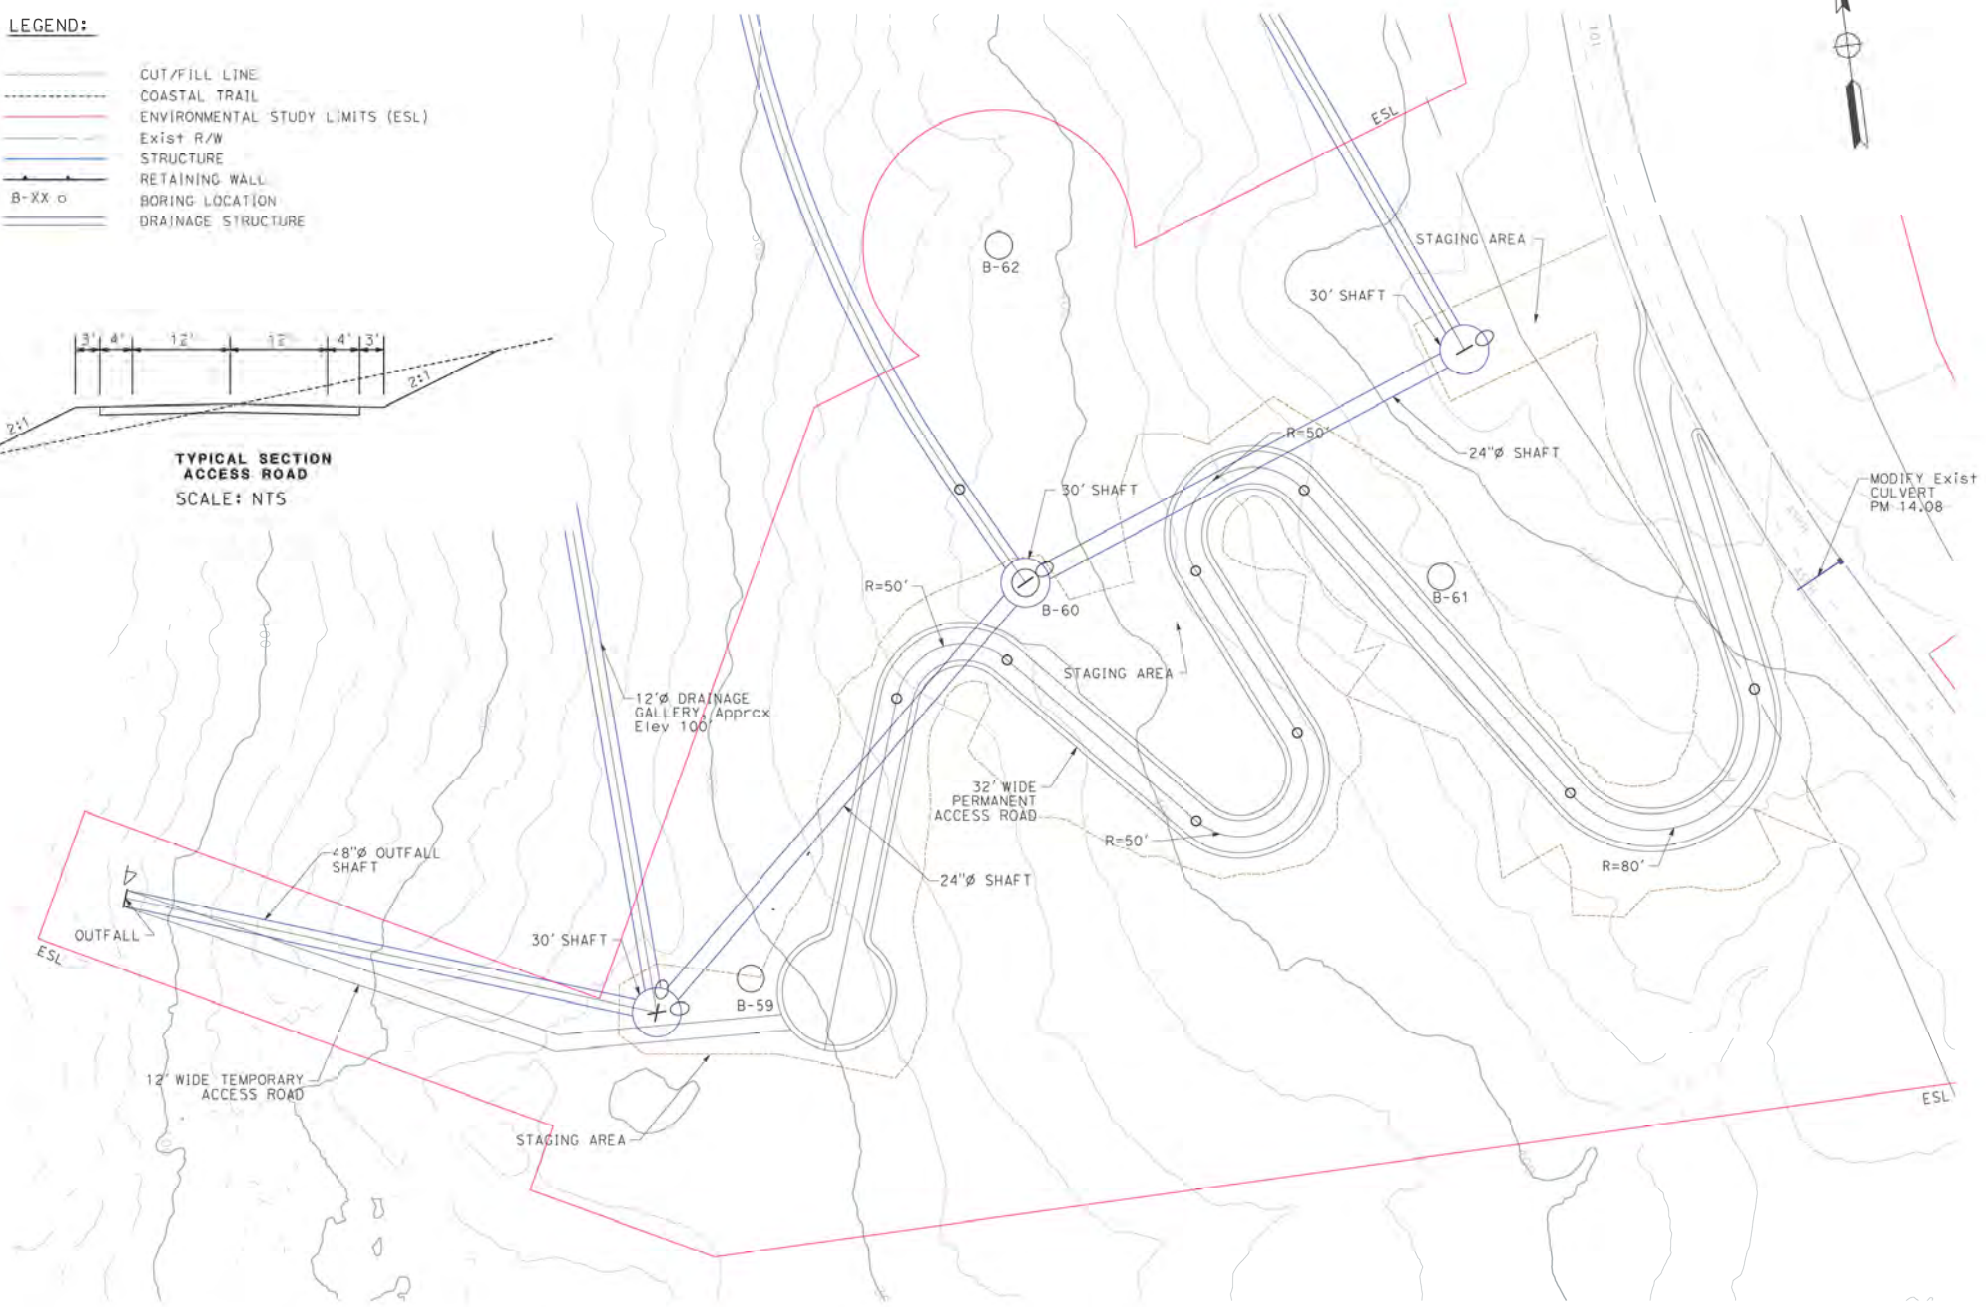 LEGEND:
CUT/FILL LINE
COASTAL TRAIL
ENVIRONMENTAL STUDY LIMITS (ESL)
Exist R/W
STRUCTURE
RETAINING WALL
B-XX BORING LOCATION
DRAINAGE STRUCTURE
3' 4' 12' 12' 4' 3'
2:1
2:1
TYPICAL SECTION
ACCESS ROAD
SCALE: NTS
101
ESL
STAGING AREA
B-62
30' SHAFT
R=50'
24"Ø SHAFT
MODIFY Exist
CULVERT
PM 14.08
30' SHAFT
R=50'
B-60
B-61
STAGING AREA
12'Ø DRAINAGE
GALLERY, Approx
Elev 100'
32' WIDE
PERMANENT
ACCESS ROAD
R=50'
R=80'
48"Ø OUTFALL
SHAFT
24"Ø SHAFT
OUTFALL
ESL
30' SHAFT
B-59
12' WIDE TEMPORARY
ACCESS ROAD
STAGING AREA
ESL